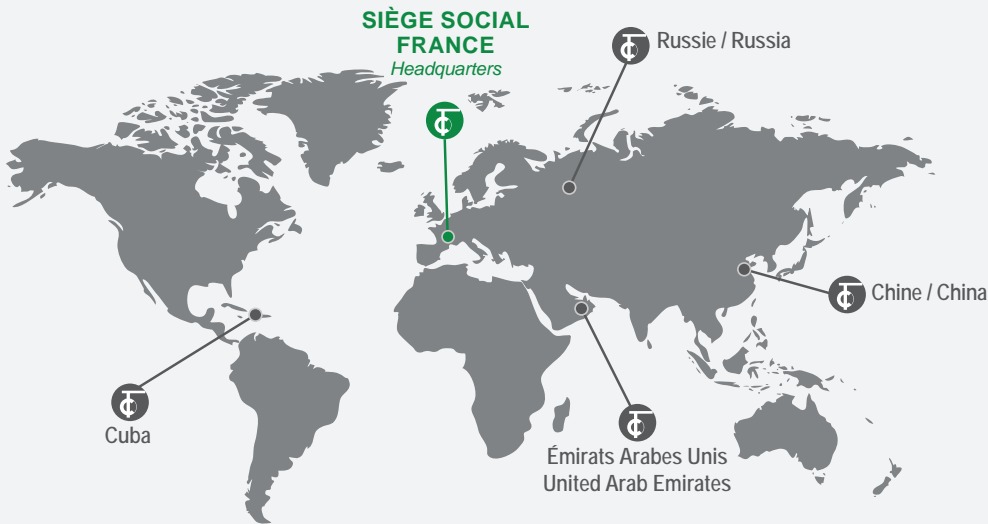 SIÈGE SOCIAL
FRANCE
Headquarters
Russie / Russia
Chine / China
Cuba
Émirats Arabes Unis
United Arab Emirates